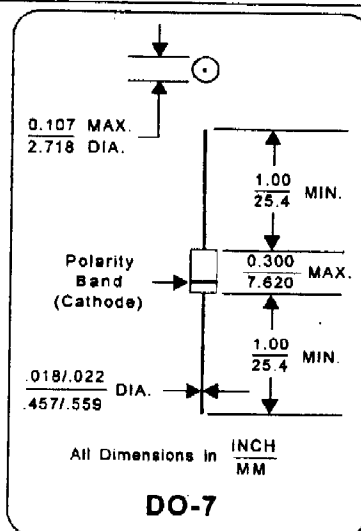 0.107 MAX.
2.718 DIA.
1.00 MIN.
25.4
Polarity
Band
(Cathode)
0.300 MAX.
7.620
1.00 MIN.
25.4
.018/.022 DIA.
.457/.559
All Dimensions in INCH
MM
DO-7